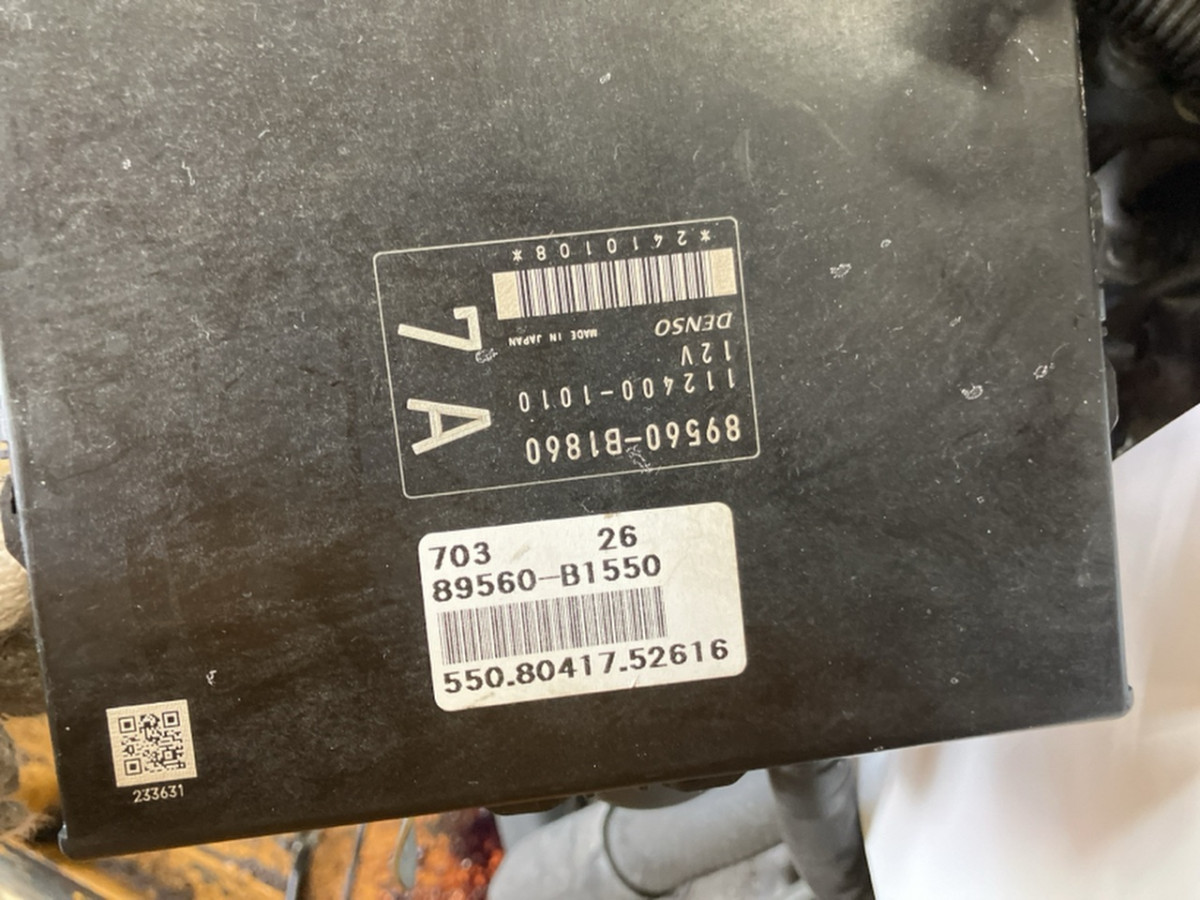 *2410108*
DENSO MADE IN JAPAN
12V
112400-1010
89560-B1860
7A
703 26
89560-B1550
550.80417.52616
233631